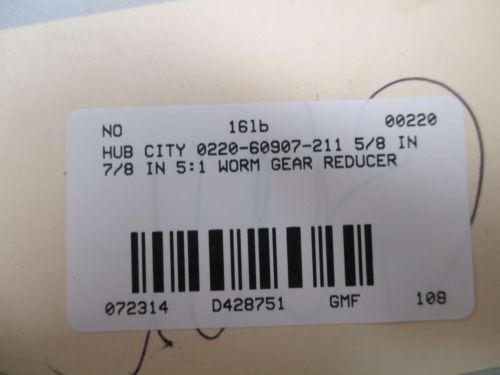 NO 16lb 00220
HUB CITY 0220-60907-211 5/8 IN
7/8 IN 5:1 WORM GEAR REDUCER
072314 D428751 GMF 108